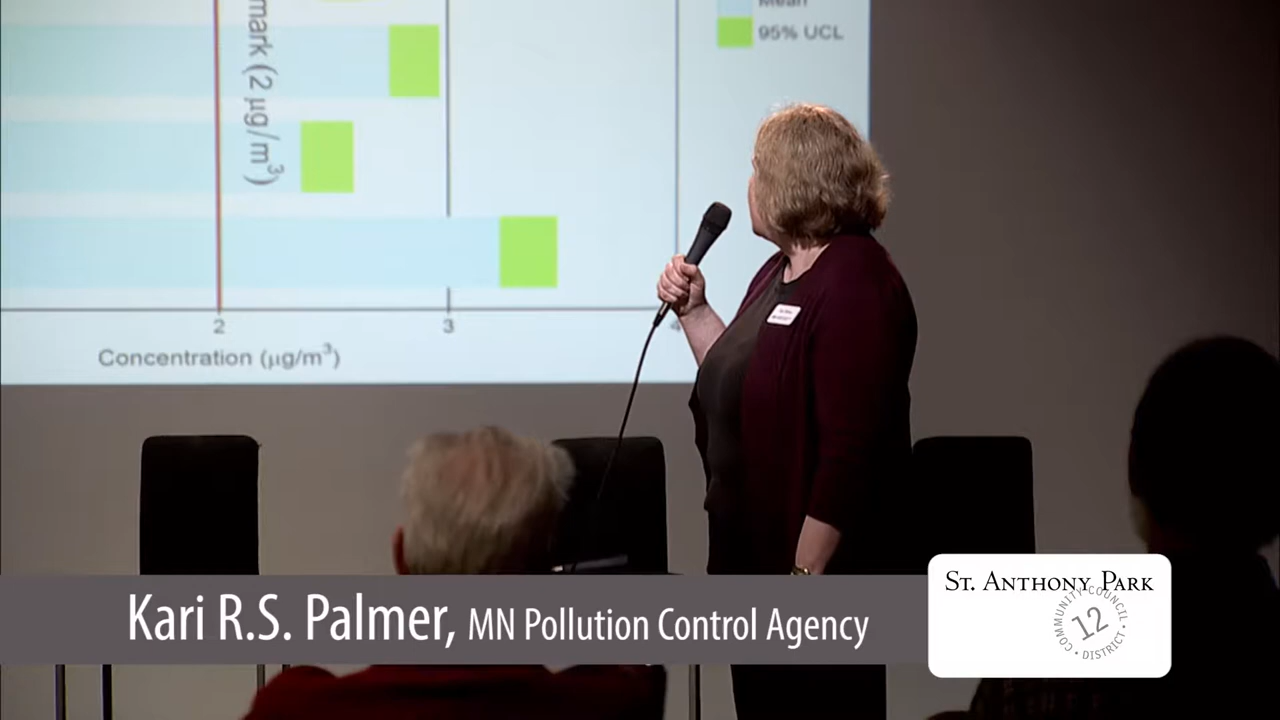 Mean
95% UCL
mark (2 µg/m³)
2
3
4
Concentration (µg/m³)
Kari R.S. Palmer, MN Pollution Control Agency
ST. ANTHONY PARK
COMMUNITY COUNCIL
12
• DISTRICT •